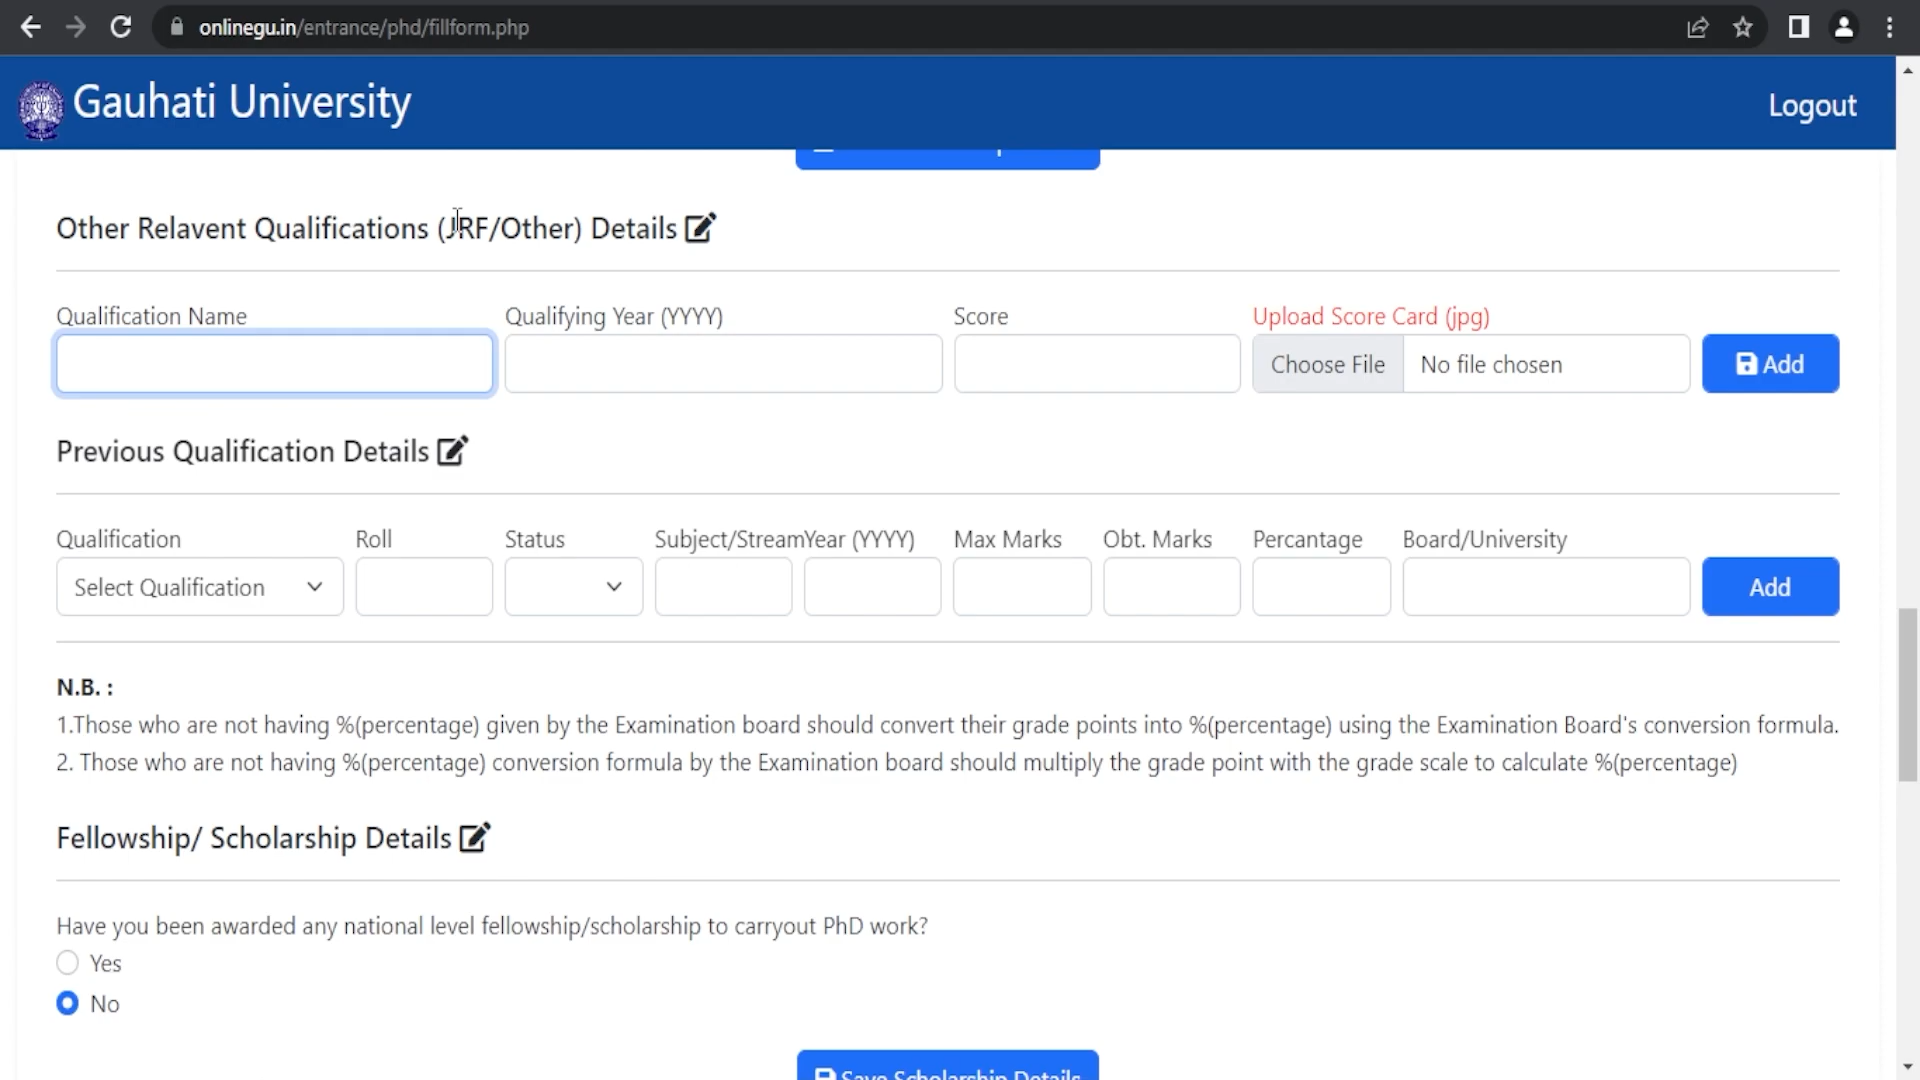 onlinegu.in/entrance/phd/fillform.php
Gauhati University
Logout
Other Relavent Qualifications (JRF/Other) Details
Qualification Name Qualifying Year (YYYY) Score Upload Score Card (jpg)
Choose File No file chosen Add
Previous Qualification Details
Qualification Roll Status Subject/StreamYear (YYYY) Max Marks Obt. Marks Percantage Board/University
Select Qualification Add
N.B. :
1.Those who are not having %(percentage) given by the Examination board should convert their grade points into %(percentage) using the Examination Board's conversion formula.
2. Those who are not having %(percentage) conversion formula by the Examination board should multiply the grade point with the grade scale to calculate %(percentage)
Fellowship/ Scholarship Details
Have you been awarded any national level fellowship/scholarship to carryout PhD work?
Yes
No
Save Scholarship Details